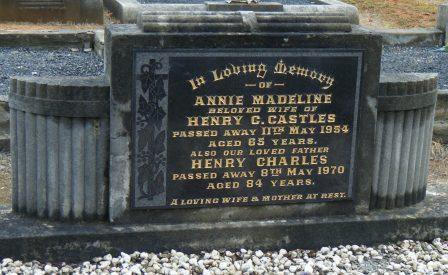 In Loving Memory
OF
ANNIE MADELINE
BELOVED WIFE OF
HENRY C. CASTLES
PASSED AWAY 11TH MAY 1954
AGED 65 YEARS.
ALSO OUR LOVED FATHER
HENRY CHARLES
PASSED AWAY 8TH MAY 1970
AGED 84 YEARS.
A LOVING WIFE & MOTHER AT REST.